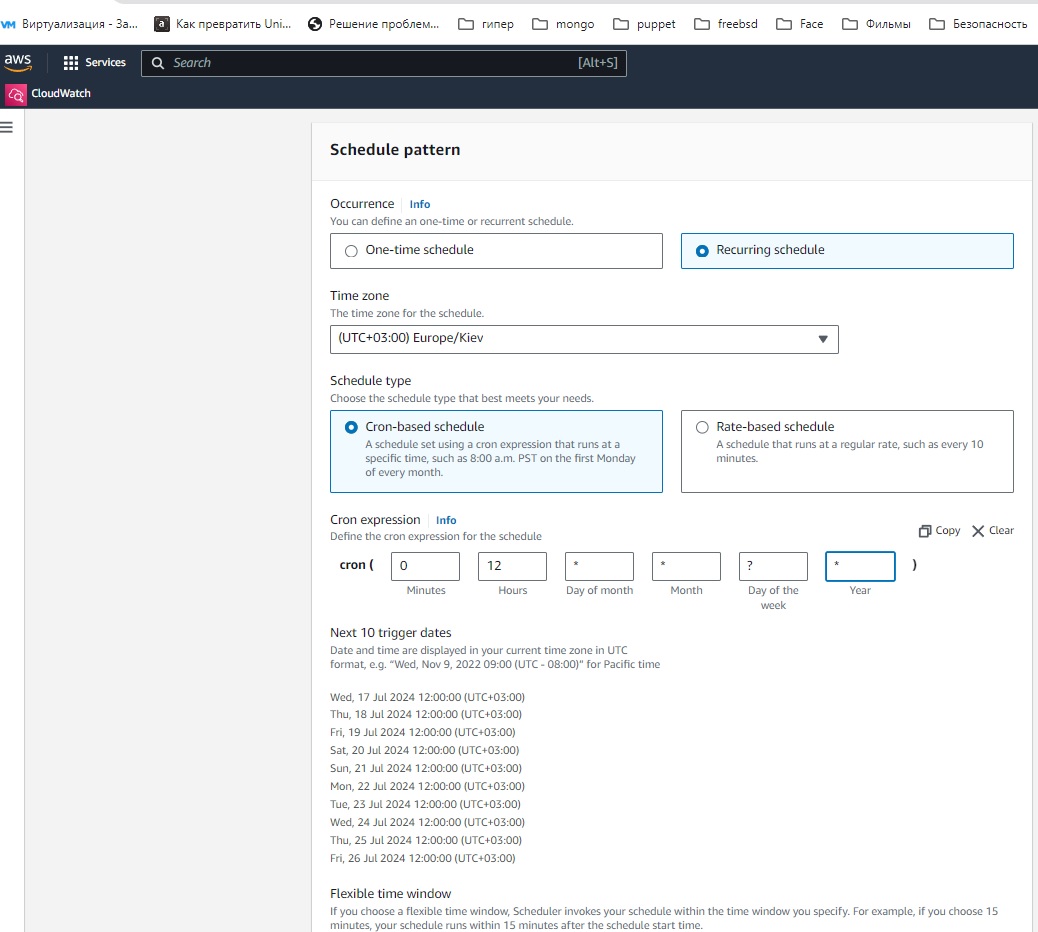 vm Виртуализация - За... a Как превратить Uni... Решение проблем... гипер mongo puppet freebsd Face Фильмы Безопасность
aws Services Search [Alt+S]
CloudWatch
Schedule pattern
Occurrence Info
You can define an one-time or recurrent schedule.
One-time schedule Recurring schedule
Time zone
The time zone for the schedule.
(UTC+03:00) Europe/Kiev
Schedule type
Choose the schedule type that best meets your needs.
Cron-based schedule
A schedule set using a cron expression that runs at a
specific time, such as 8:00 a.m. PST on the first Monday
of every month.
Rate-based schedule
A schedule that runs at a regular rate, such as every 10
minutes.
Cron expression Info
Define the cron expression for the schedule
Copy Clear
cron ( 0 12 * * ? * )
Minutes Hours Day of month Month Day of the Year
week
Next 10 trigger dates
Date and time are displayed in your current time zone in UTC
format, e.g. “Wed, Nov 9, 2022 09:00 (UTC - 08:00)” for Pacific time
Wed, 17 Jul 2024 12:00:00 (UTC+03:00)
Thu, 18 Jul 2024 12:00:00 (UTC+03:00)
Fri, 19 Jul 2024 12:00:00 (UTC+03:00)
Sat, 20 Jul 2024 12:00:00 (UTC+03:00)
Sun, 21 Jul 2024 12:00:00 (UTC+03:00)
Mon, 22 Jul 2024 12:00:00 (UTC+03:00)
Tue, 23 Jul 2024 12:00:00 (UTC+03:00)
Wed, 24 Jul 2024 12:00:00 (UTC+03:00)
Thu, 25 Jul 2024 12:00:00 (UTC+03:00)
Fri, 26 Jul 2024 12:00:00 (UTC+03:00)
Flexible time window
If you choose a flexible time window, Scheduler invokes your schedule within the time window you specify. For example, if you choose 15
minutes, your schedule runs within 15 minutes after the schedule start time.